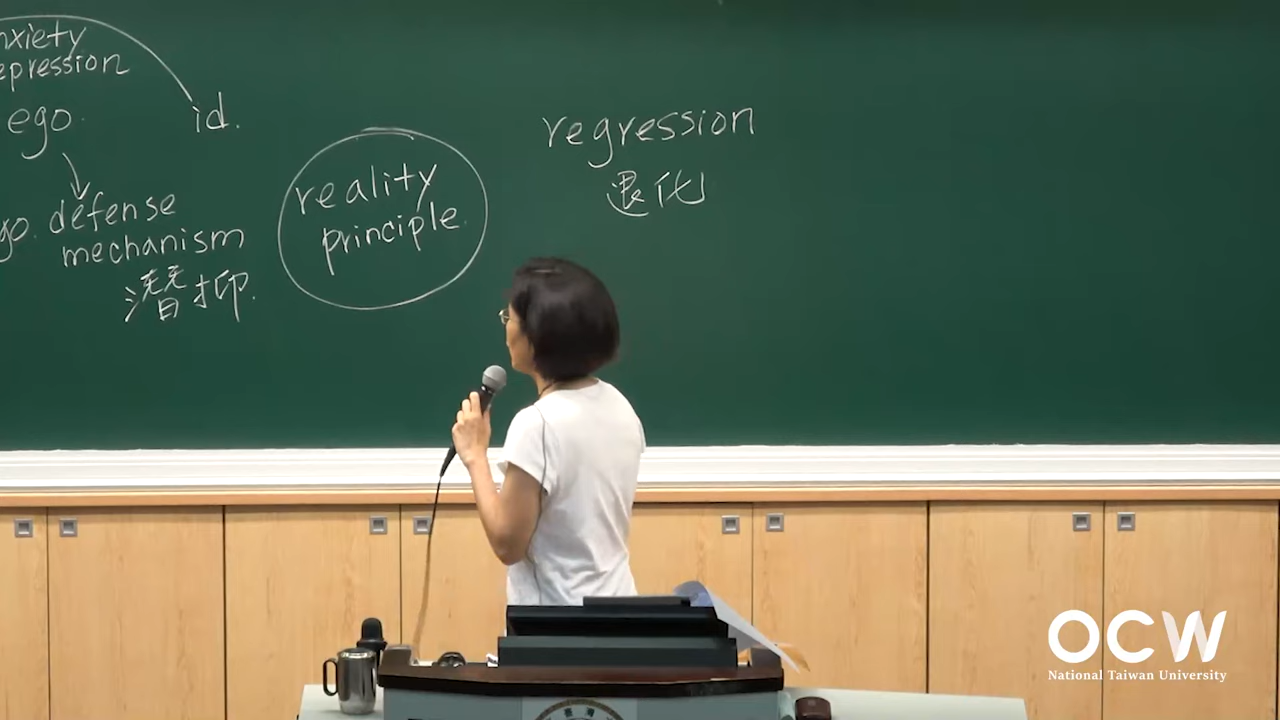 nxiety
epression
ego.
id.
go. defense
mechanism
潛抑.
reality
principle.
regression
退化
OCW
National Taiwan University